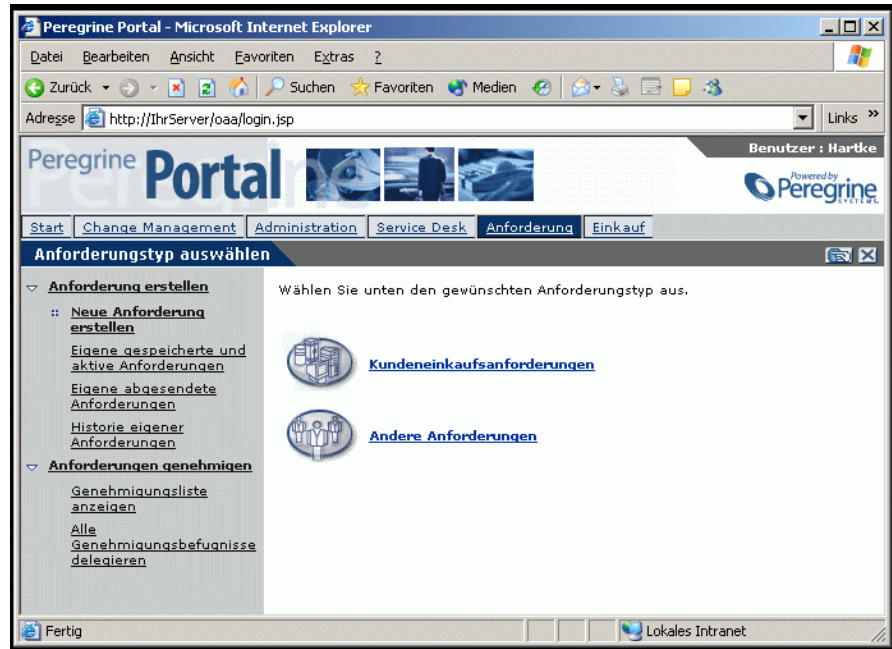 Peregrine Portal - Microsoft Internet Explorer
Datei Bearbeiten Ansicht Favoriten Extras ?
Zurück Suchen Favoriten Medien
Adresse http://IhrServer/oaa/login.jsp Links »
Peregrine Portal
Benutzer : Hartke
Powered by
Peregrine
SYSTEMS
Start Change Management Administration Service Desk Anforderung Einkauf
Anforderungstyp auswählen
Anforderung erstellen
Neue Anforderung
erstellen
Eigene gespeicherte und
aktive Anforderungen
Eigene abgesendete
Anforderungen
Historie eigener
Anforderungen
Anforderungen genehmigen
Genehmigungsliste
anzeigen
Alle
Genehmigungsbefugnisse
delegieren
Wählen Sie unten den gewünschten Anforderungstyp aus.
Kundeneinkaufsanforderungen
Andere Anforderungen
Fertig Lokales Intranet